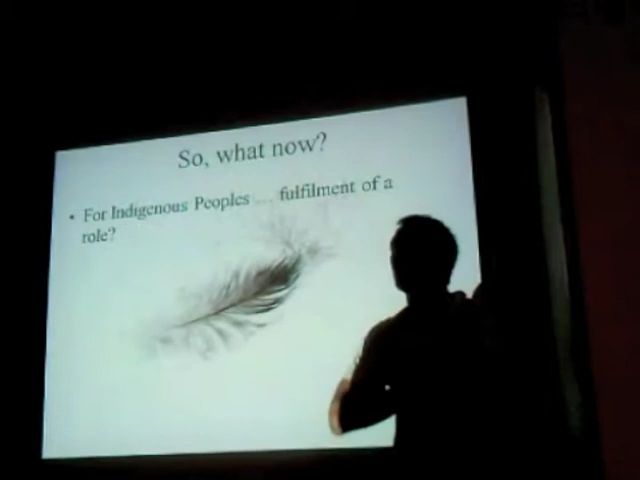 So, what now?
• For Indigenous Peoples ... fulfilment of a
role?